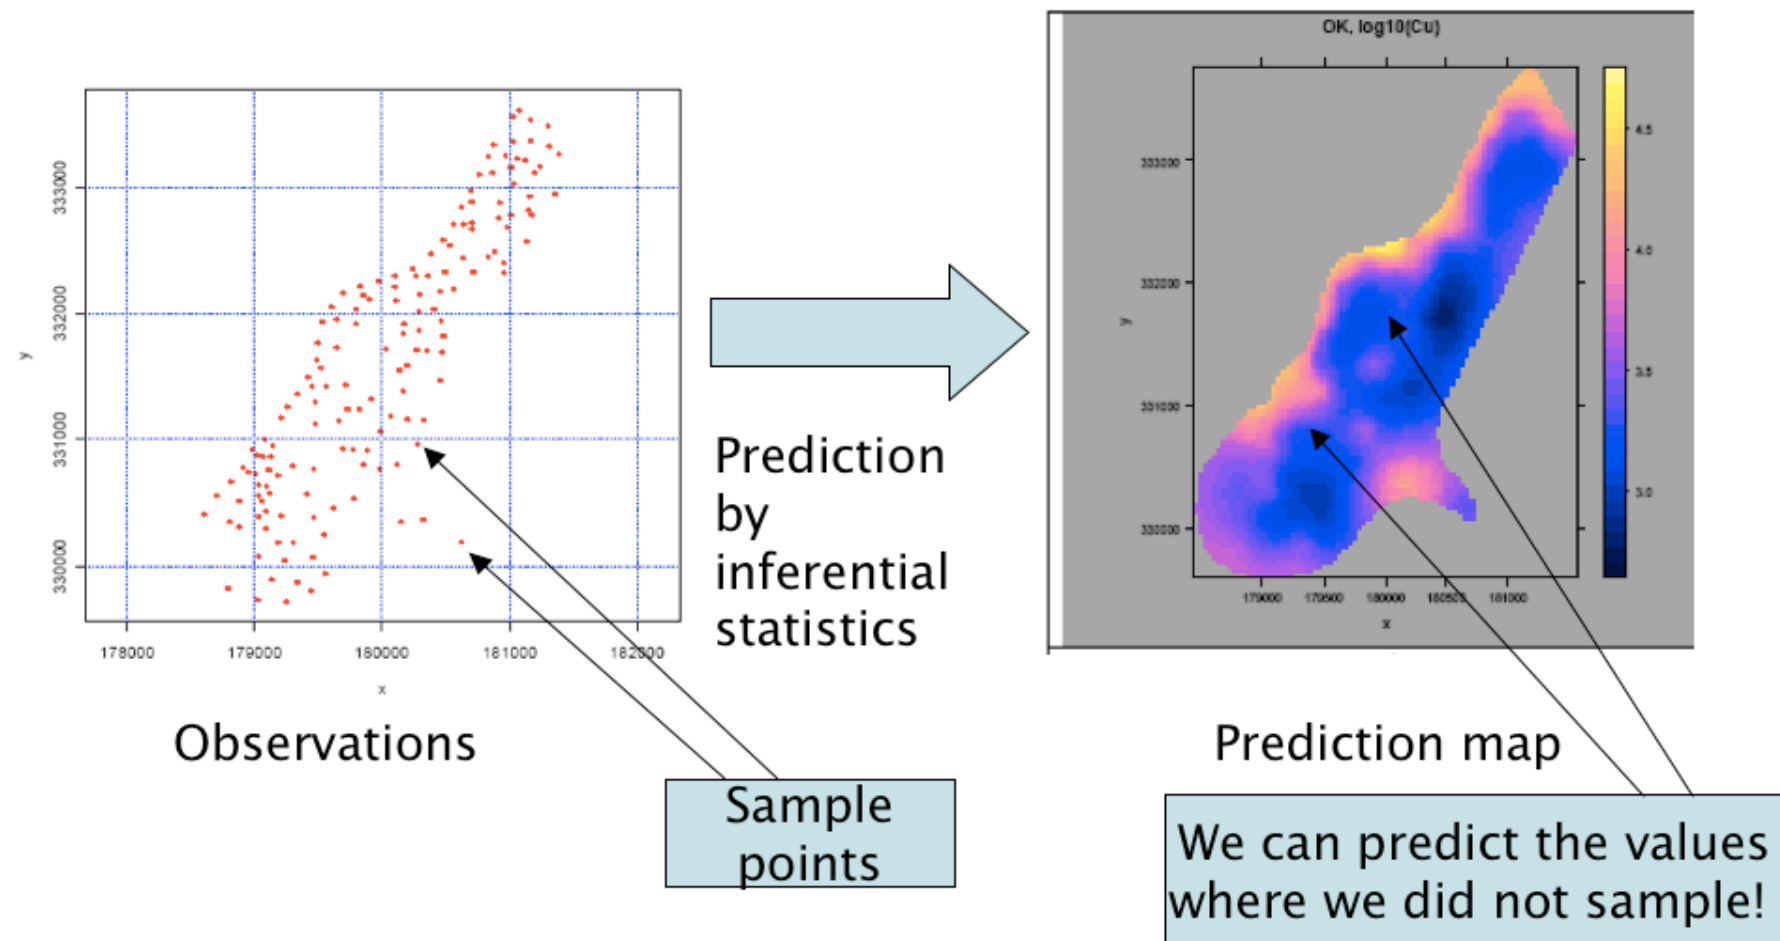 333000
332000
331000
330000
y
178000
179000
160000
181000
182000
x
Observations
Sample
points
Prediction
by
inferential
statistics
OK, log10(Cu)
333000
332000
331000
330000
y
179000
179500
180000
180500
181000
x
4.5
4.0
3.5
3.0
Prediction map
We can predict the values
where we did not sample!